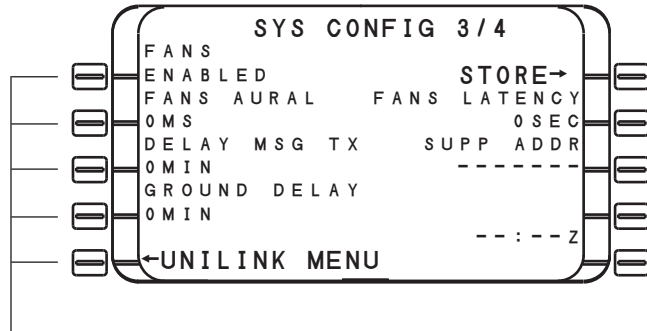 SYS CONFIG 3/4
FANS
ENABLED STORE→
FANS AURAL FANS LATENCY
0MS 0SEC
DELAY MSG TX SUPP ADDR
0MIN -------
GROUND DELAY
0MIN
--:--Z
←UNILINK MENU